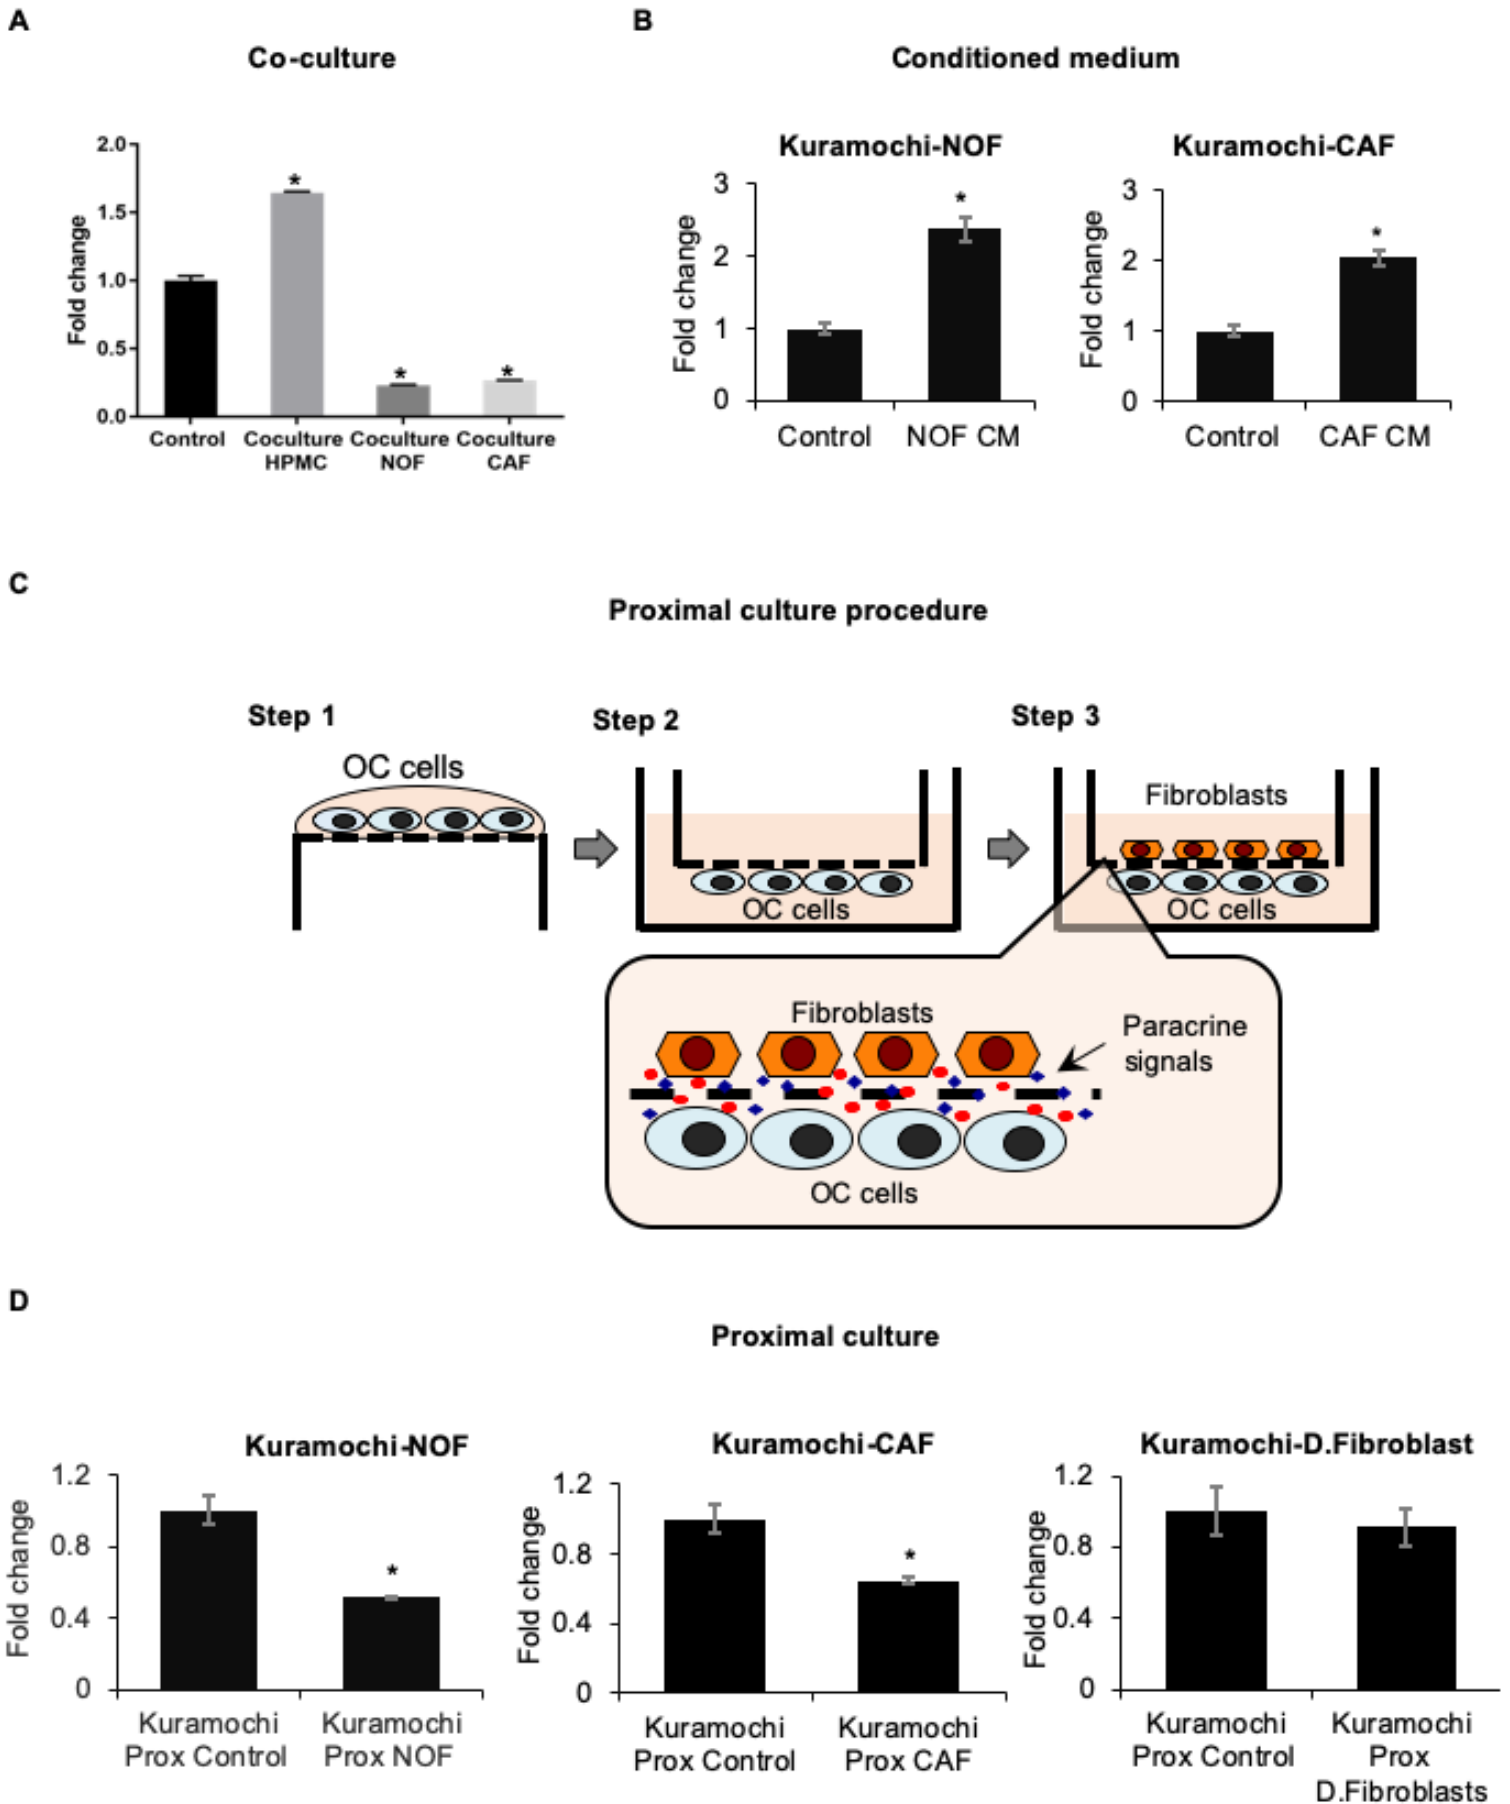 A
Co-culture
Fold change
2.0
1.5
1.0
0.5
0.0
*
*
*
Control
Coculture
HPMC
Coculture
NOF
Coculture
CAF
B
Conditioned medium
Kuramochi-NOF
Fold change
3
2
1
0
*
Control
NOF CM
Kuramochi-CAF
Fold change
3
2
1
0
*
Control
CAF CM
C
Proximal culture procedure
Step 1
OC cells
Step 2
OC cells
Step 3
Fibroblasts
OC cells
Fibroblasts
Paracrine
signals
OC cells
D
Proximal culture
Kuramochi-NOF
Fold change
1.2
0.8
0.4
0
*
Kuramochi
Prox Control
Kuramochi
Prox NOF
Kuramochi-CAF
Fold change
1.2
0.8
0.4
0
*
Kuramochi
Prox Control
Kuramochi
Prox CAF
Kuramochi-D.Fibroblast
Fold change
1.2
0.8
0.4
0
Kuramochi
Prox Control
Kuramochi
Prox
D.Fibroblasts